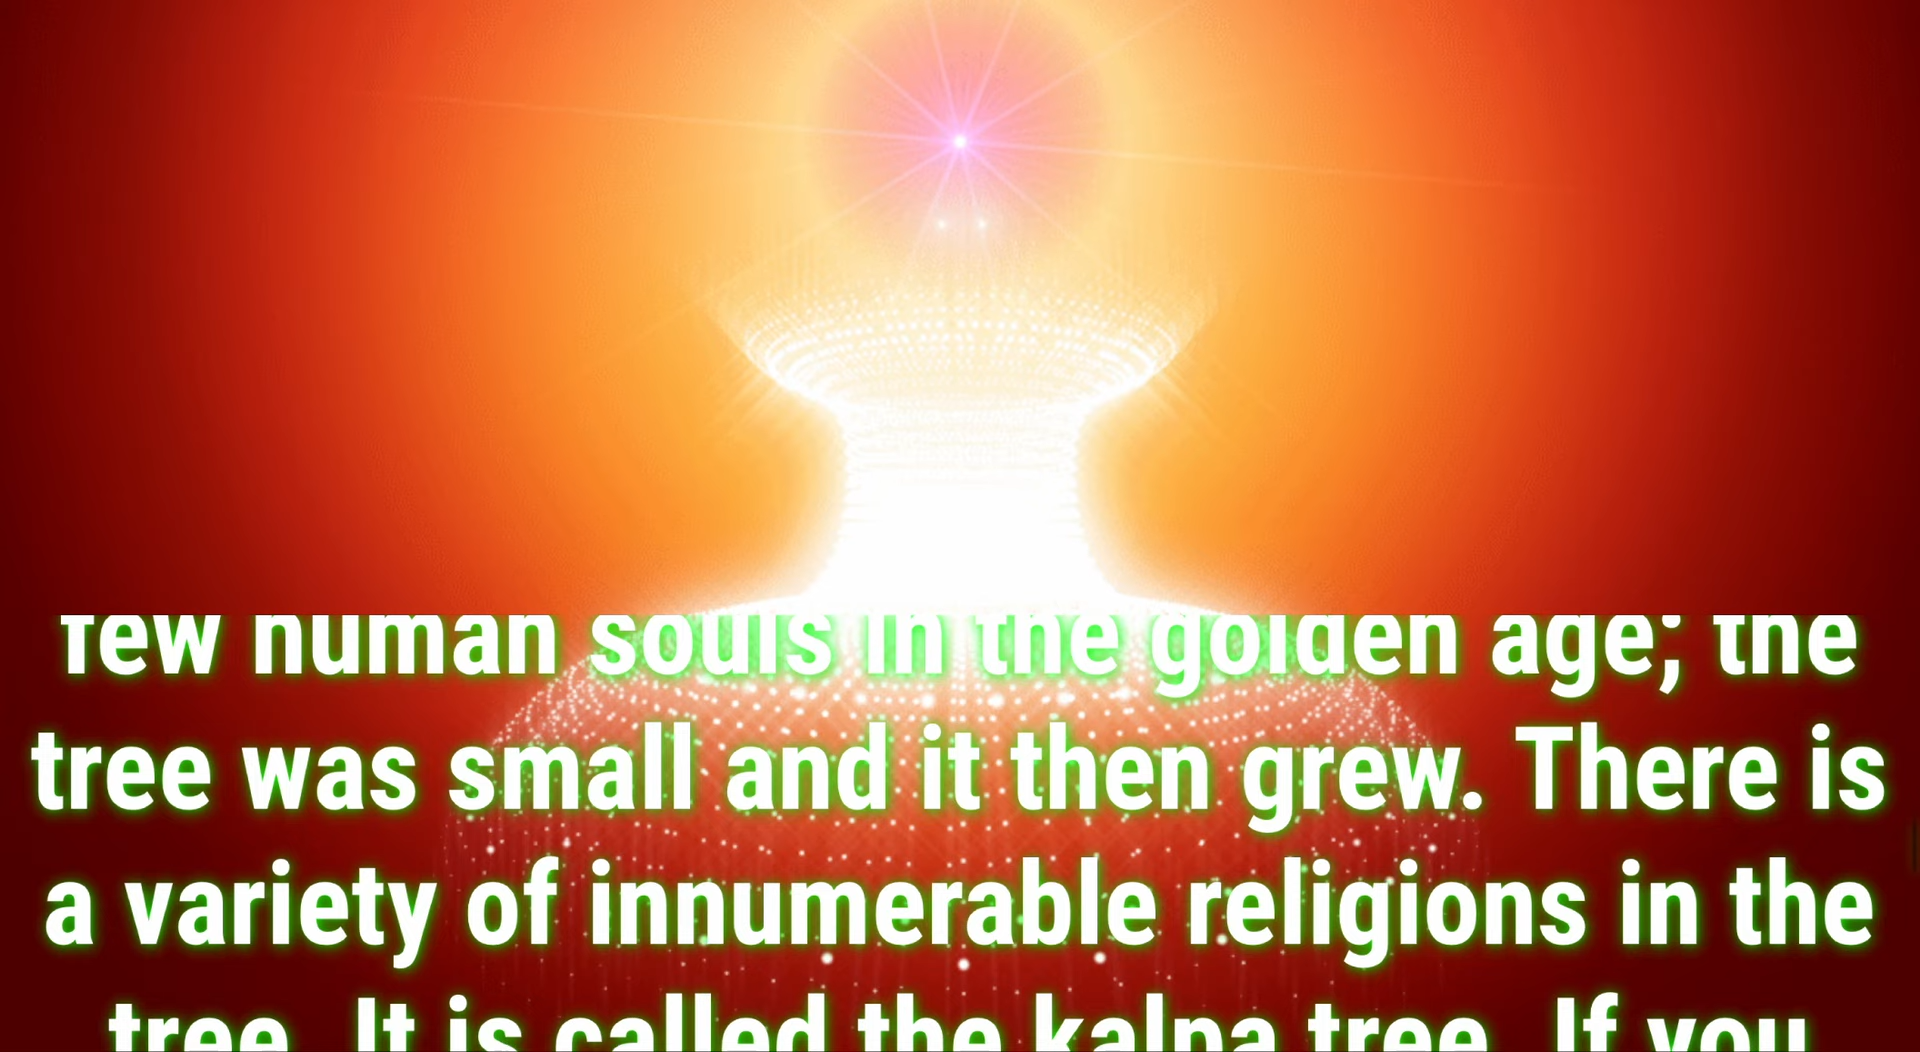 few human souls in the golden age; the
tree was small and it then grew. There is
a variety of innumerable religions in the
tree. It is called the kalpa tree. If you